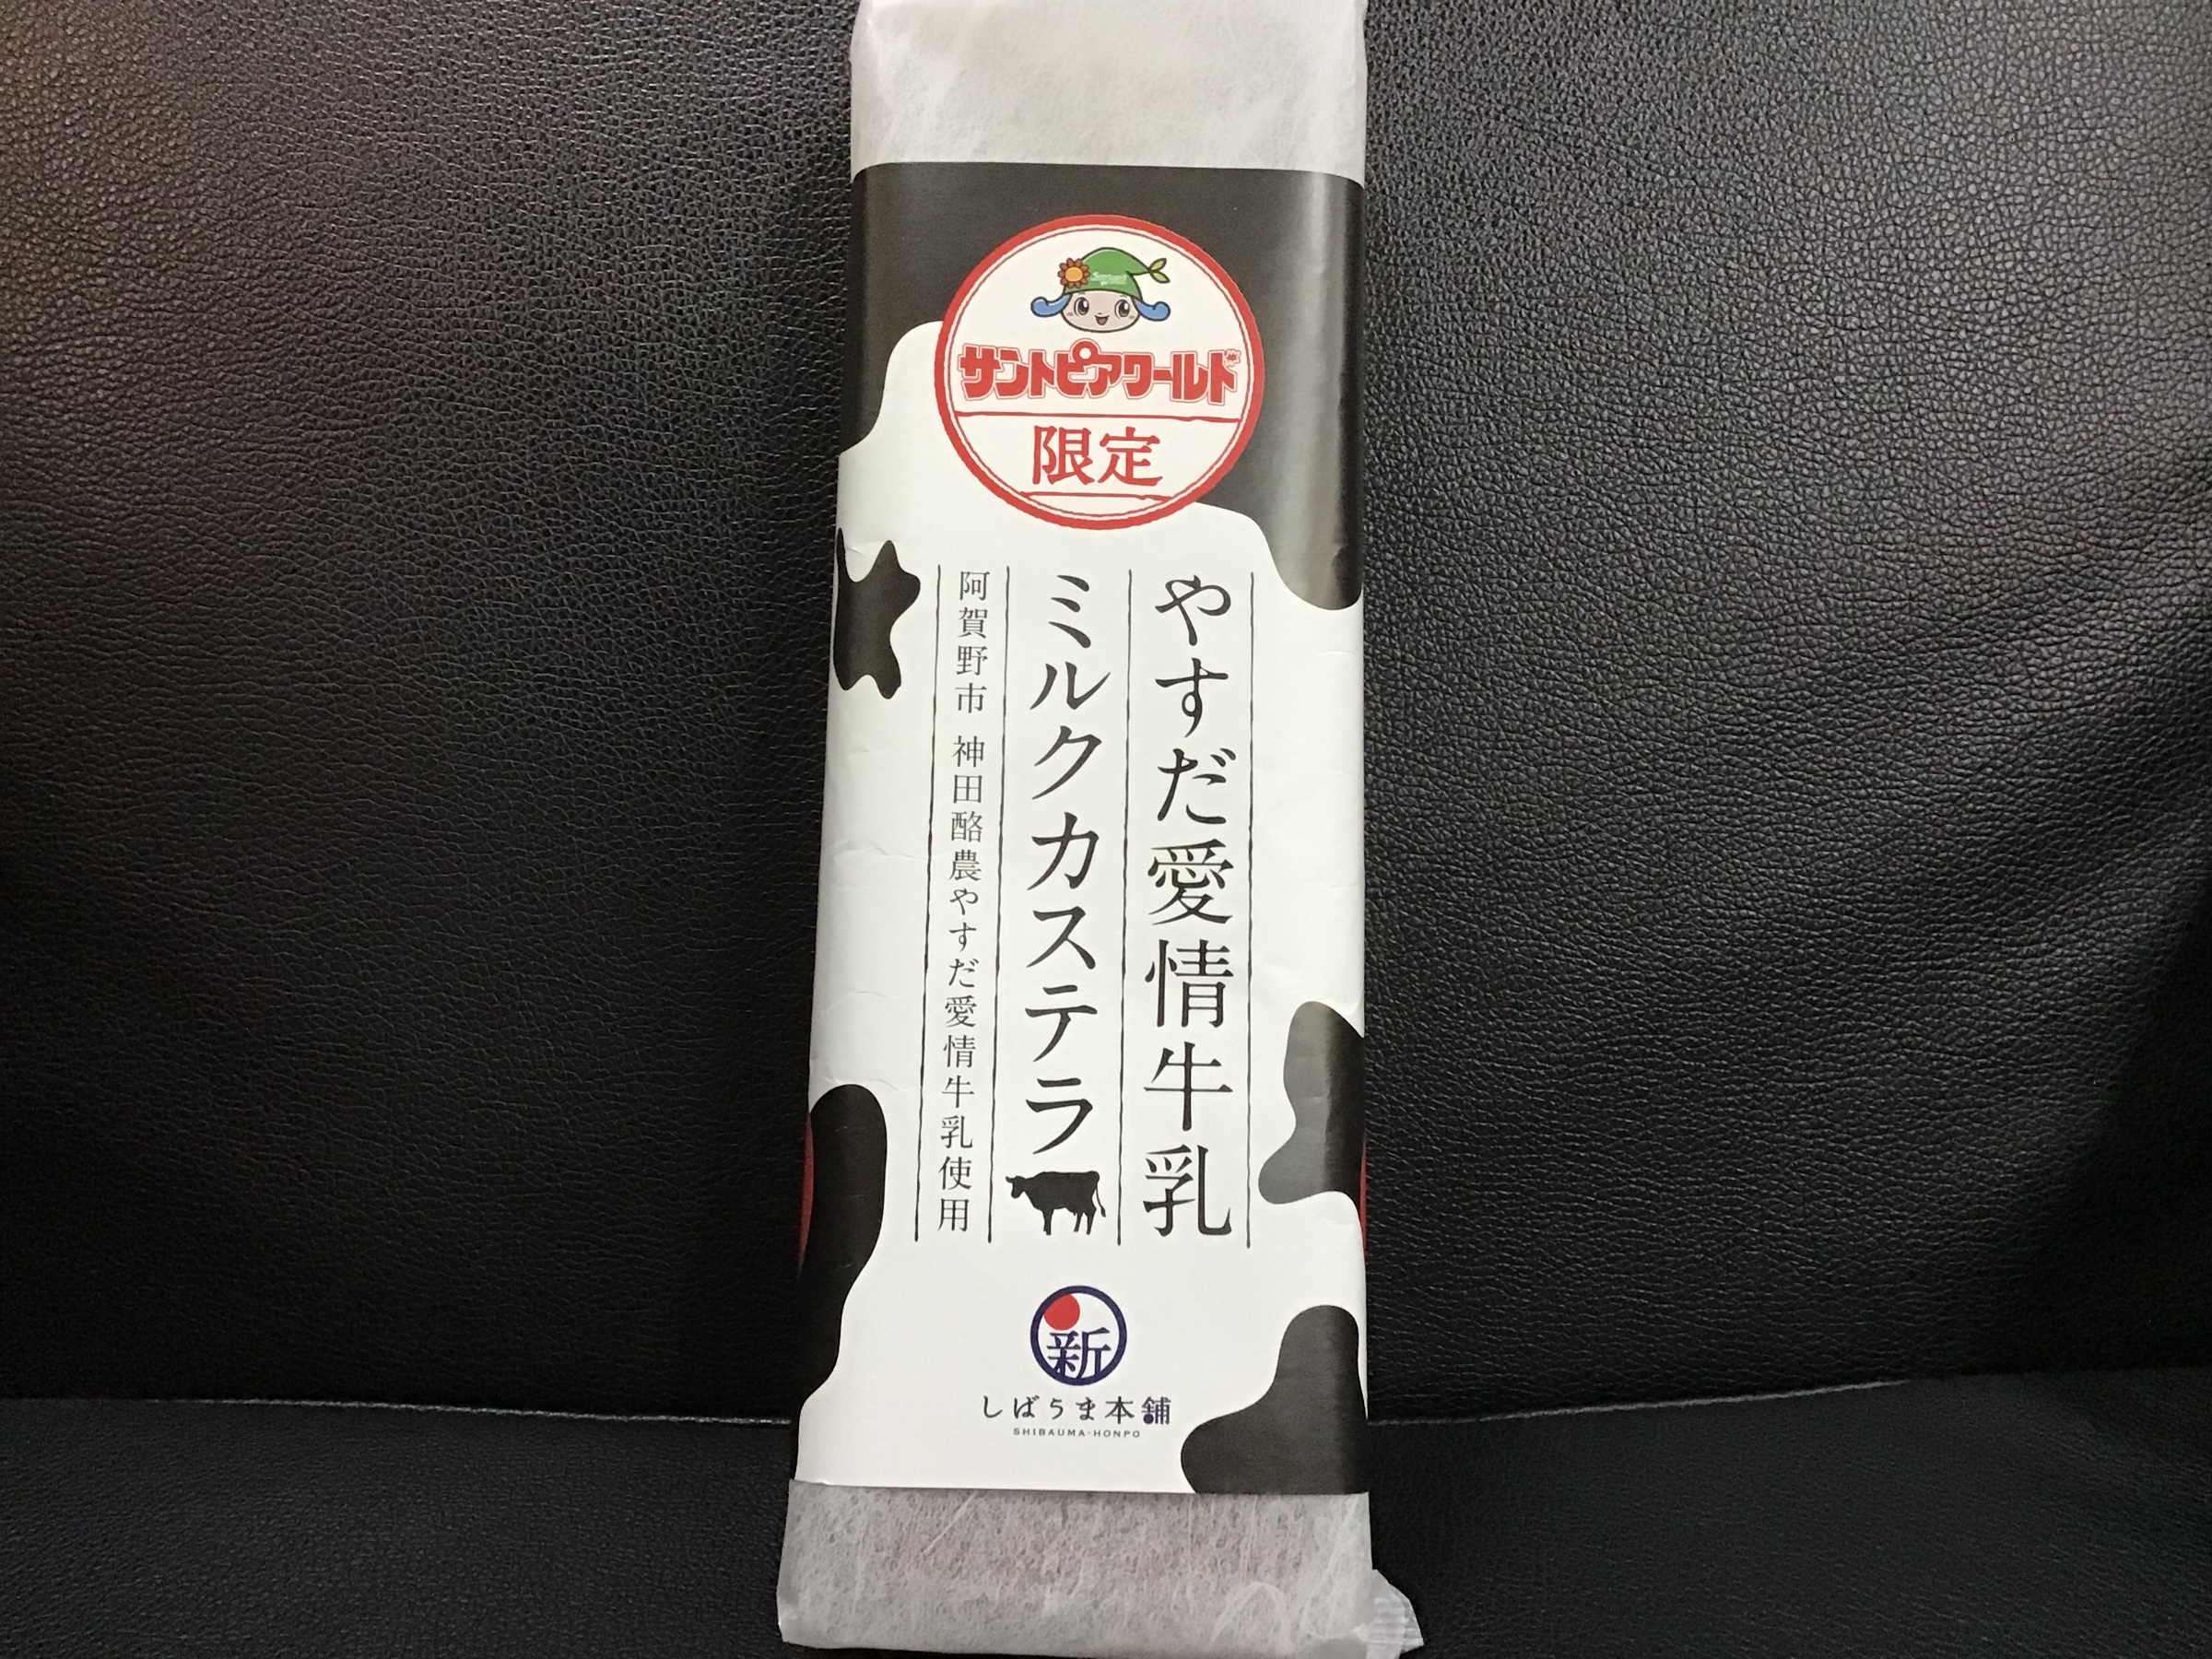 サントピアワールド
限定
やすだ愛情牛乳
ミルクカステラ
阿賀野市 神田酪農やすだ愛情牛乳使用
新
しばうま本舗
SHIBAUMA-HONPO